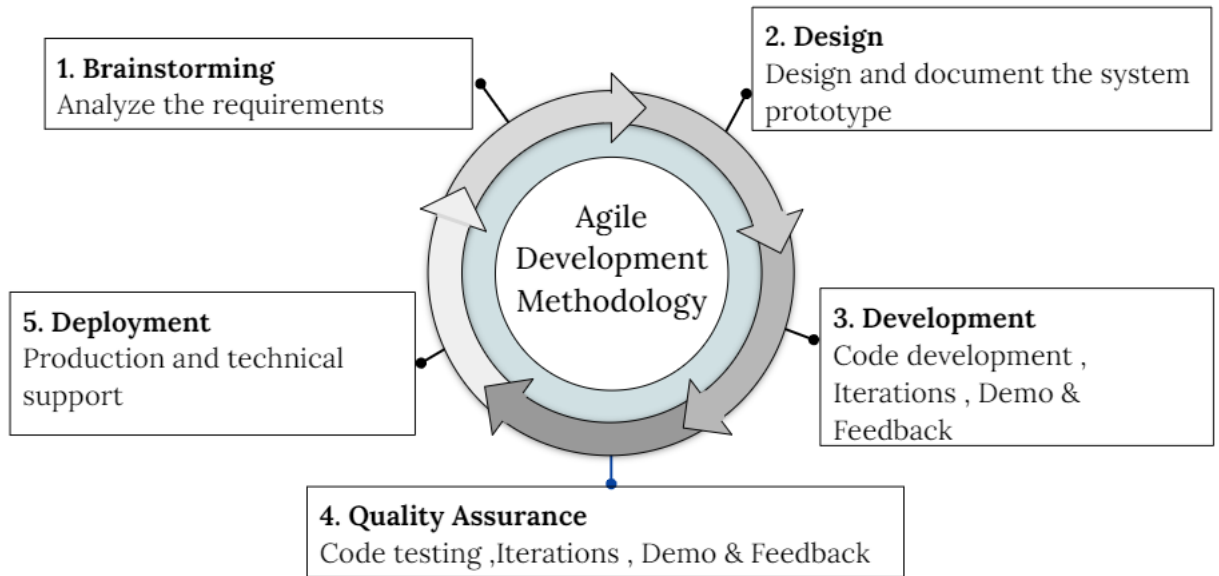 1. Brainstorming
Analyze the requirements
2. Design
Design and document the system
prototype
Agile
Development
Methodology
3. Development
Code development ,
Iterations , Demo &
Feedback
4. Quality Assurance
Code testing ,Iterations , Demo & Feedback
5. Deployment
Production and technical
support